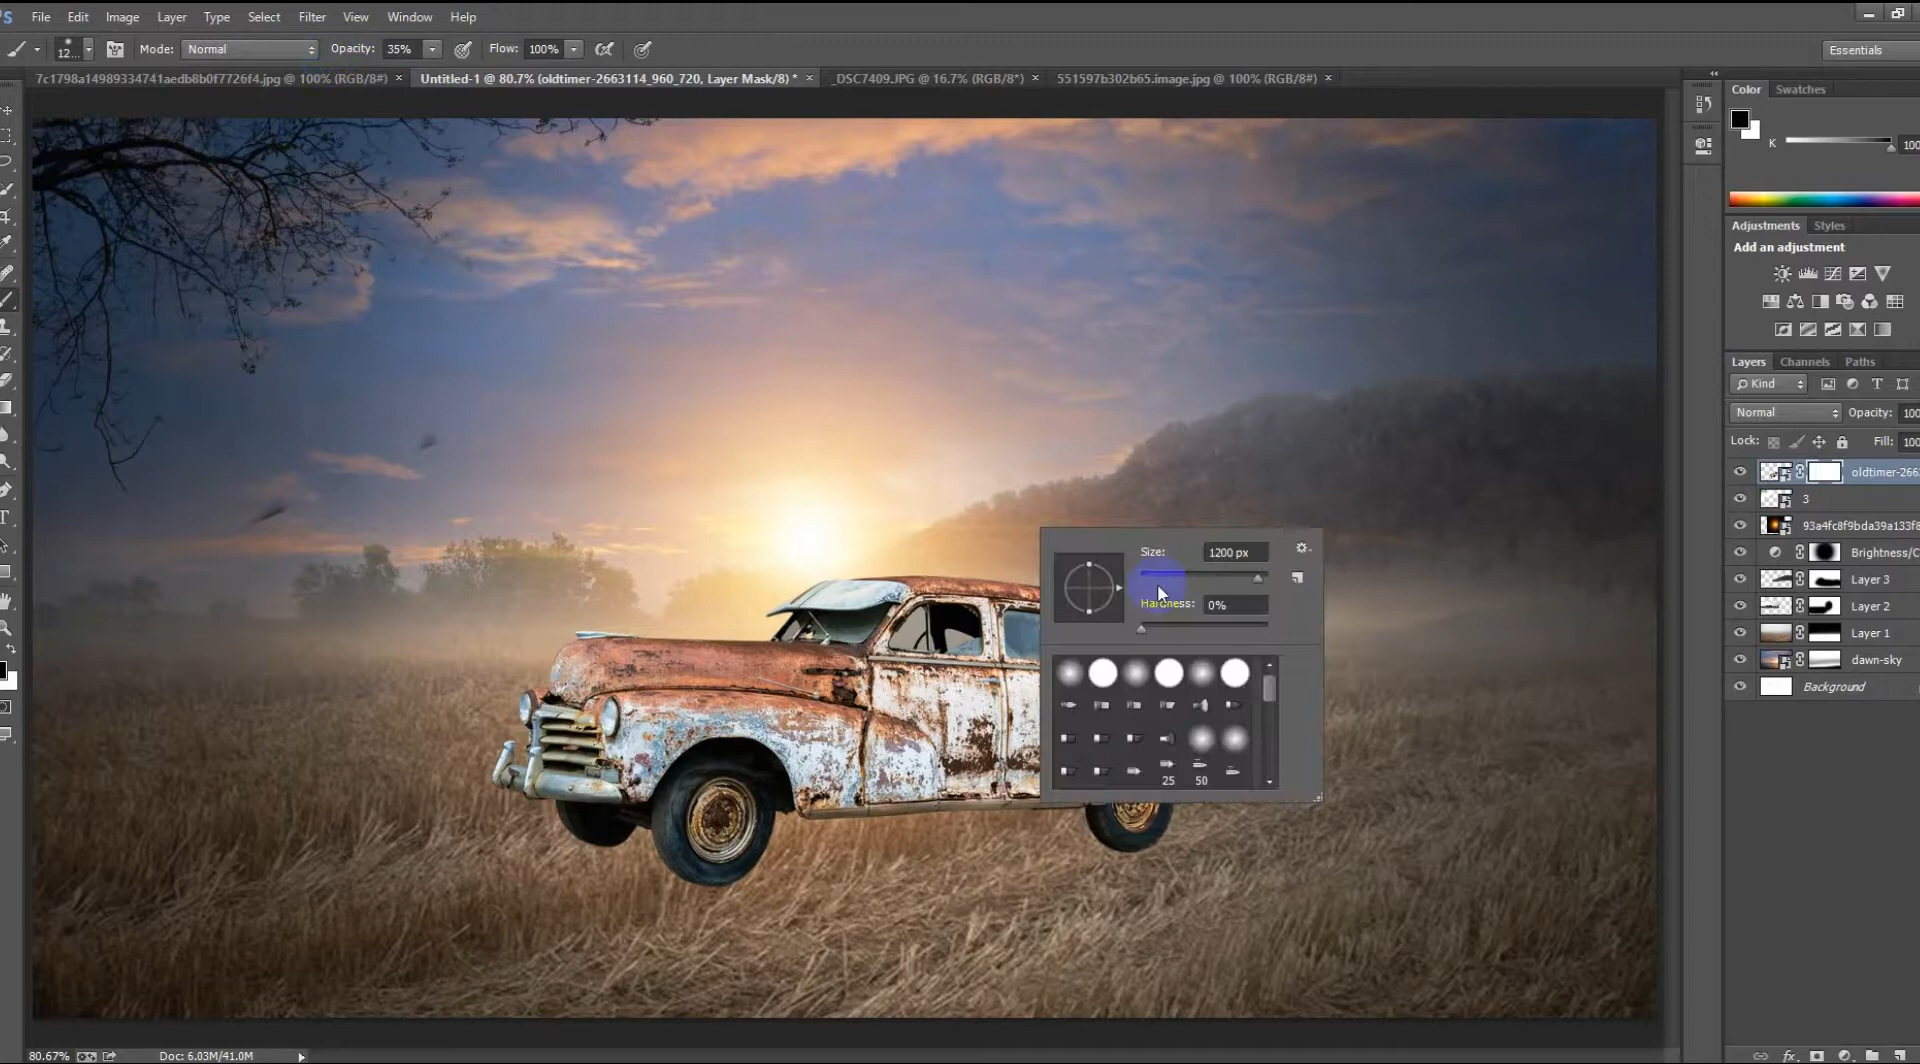 File Edit Image Layer Type Select Filter View Window Help
12... Mode: Normal Opacity: 35% Flow: 100% Essentials
7c1798a14989334741aedb8b0f7726f4.jpg @ 100% (RGB/8#) × Untitled-1 @ 80.7% (oldtimer-2663114_960_720, Layer Mask/8) * × _DSC7409.JPG @ 16.7% (RGB/8*) × 551597b302b65.image.jpg @ 100% (RGB/8#) ×
Color Swatches
K 100
Adjustments Styles
Add an adjustment
Layers Channels Paths
Kind
Normal Opacity: 100
Lock: Fill: 100
oldtimer-266
3
93a4fc8f9bda39a133f8
Brightness/C
Layer 3
Layer 2
Layer 1
dawn-sky
Background
Size: 1200 px
Hardness: 0%
25 50
80.67% Doc: 6.03M/41.0M